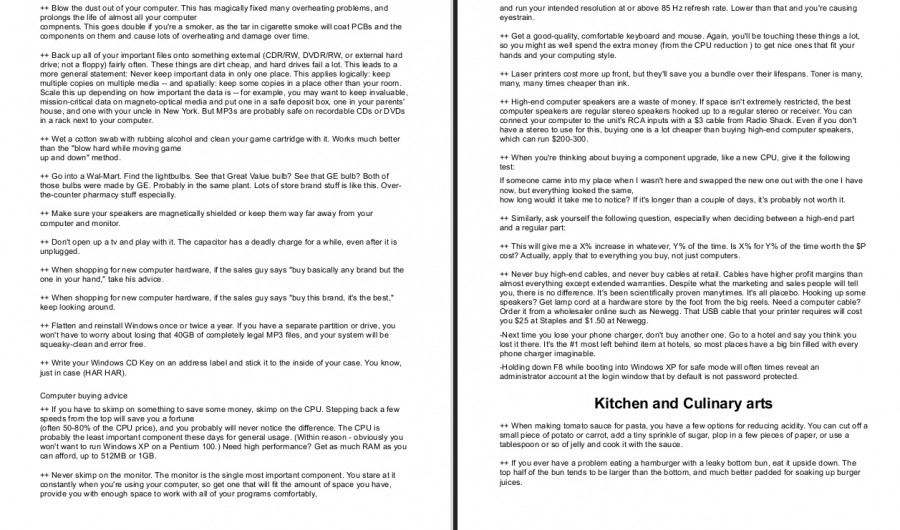 ++ Blow the dust out of your computer. This has magically fixed many overheating problems, and
prolongs the life of almost all your computer
compnents. This goes double if you're a smoker, as the tar in cigarette smoke will coat PCBs and the
components on them and cause lots of overheating and damage over time.
++ Back up all of your important files onto something external (CDR/RW, DVDR/RW, or external hard
drive; not a floppy) fairly often. These things are dirt cheap, and hard drives fail a lot. This leads to a
more general statement: Never keep important data in only one place. This applies logically: keep
multiple copies on multiple media -- and spatially: keep some copies in a place other than your room.
Scale this up depending on how important the data is -- for example, you may want to keep invaluable,
mission-critical data on magneto-optical media and put one in a safe deposit box, one in your parents'
house, and one with your uncle in New York. But MP3s are probably safe on recordable CDs or DVDs
in a rack next to your computer.
++ Wet a cotton swab with rubbing alcohol and clean your game cartridge with it. Works much better
than the "blow hard while moving game
up and down" method.
++ Go into a Wal-Mart. Find the lightbulbs. See that Great Value bulb? See that GE bulb? Both of
those bulbs were made by GE. Probably in the same plant. Lots of store brand stuff is like this. Over-
the-counter pharmacy stuff especially.
++ Make sure your speakers are magnetically shielded or keep them way far away from your
computer and monitor.
++ Don't open up a tv and play with it. The capacitor has a deadly charge for a while, even after it is
unplugged.
++ When shopping for new computer hardware, if the sales guy says "buy basically any brand but the
one in your hand," take his advice.
++ When shopping for new computer hardware, if the sales guy says "buy this brand, it's the best,"
keep looking around.
++ Flatten and reinstall Windows once or twice a year. If you have a separate partition or drive, you
won't have to worry about losing that 40GB of completely legal MP3 files, and your system will be
squeaky-clean and error free.
++ Write your Windows CD Key on an address label and stick it to the inside of your case. You know,
just in case (HAR HAR).
Computer buying advice
++ If you have to skimp on something to save some money, skimp on the CPU. Stepping back a few
speeds from the top will save you a fortune
(often 50-80% of the CPU price), and you probably will never notice the difference. The CPU is
probably the least important component these days for general usage. (Within reason - obviously you
won't want to run Windows XP on a Pentium 100.) Need high performance? Get as much RAM as you
can afford, up to 512MB or 1GB.
++ Never skimp on the monitor. The monitor is the single most important component. You stare at it
constantly when you're using your computer, so get one that will fit the amount of space you have,
provide you with enough space to work with all of your programs comfortably,
and run your intended resolution at or above 85 Hz refresh rate. Lower than that and you're causing
eyestrain.
++ Get a good-quality, comfortable keyboard and mouse. Again, you'll be touching these things a lot,
so you might as well spend the extra money (from the CPU reduction ) to get nice ones that fit your
hands and your computing style.
++ Laser printers cost more up front, but they'll save you a bundle over their lifespans. Toner is many,
many, many times cheaper than ink.
++ High-end computer speakers are a waste of money. If space isn't extremely restricted, the best
computer speakers are regular stereo speakers hooked up to a regular stereo or receiver. You can
connect your computer to the unit's RCA inputs with a $3 cable from Radio Shack. Even if you don't
have a stereo to use for this, buying one is a lot cheaper than buying high-end computer speakers,
which can run $200-300.
++ When you're thinking about buying a component upgrade, like a new CPU, give it the following
test:
If someone came into my place when I wasn't here and swapped the new one out with the one I have
now, but everything looked the same,
how long would it take me to notice? If it's longer than a couple of days, it's probably not worth it.
++ Similarly, ask yourself the following question, especially when deciding between a high-end part
and a regular part:
++ This will give me a X% increase in whatever, Y% of the time. Is X% for Y% of the time worth the $P
cost? Actually, apply that to everything you buy, not just computers.
++ Never buy high-end cables, and never buy cables at retail. Cables have higher profit margins than
almost everything except extended warranties. Despite what the marketing and sales people will tell
you, there is no difference. It's been scientifically proven manytimes. It's all placebo. Hooking up some
speakers? Get lamp cord at a hardware store by the foot from the big reels. Need a computer cable?
Order it from a wholesaler online such as Newegg. That USB cable that your printer requires will cost
you $25 at Staples and $1.50 at Newegg.
-Next time you lose your phone charger, don't buy another one. Go to a hotel and say you think you
lost it there. It's the #1 most left behind item at hotels, so most places have a big bin filled with every
phone charger imaginable.
-Holding down F8 while booting into Windows XP for safe mode will often times reveal an
administrator account at the login window that by default is not password protected.
Kitchen and Culinary arts
++ When making tomato sauce for pasta, you have a few options for reducing acidity. You can cut off a
small piece of potato or carrot, add a tiny sprinkle of sugar, plop in a few pieces of paper, or use a
tablespoon or so of jelly and cook it with the sauce.
++ If you ever have a problem eating a hamburger with a leaky bottom bun, eat it upside down. The
top half of the bun tends to be larger than the bottom, and much better padded for soaking up burger
juices.